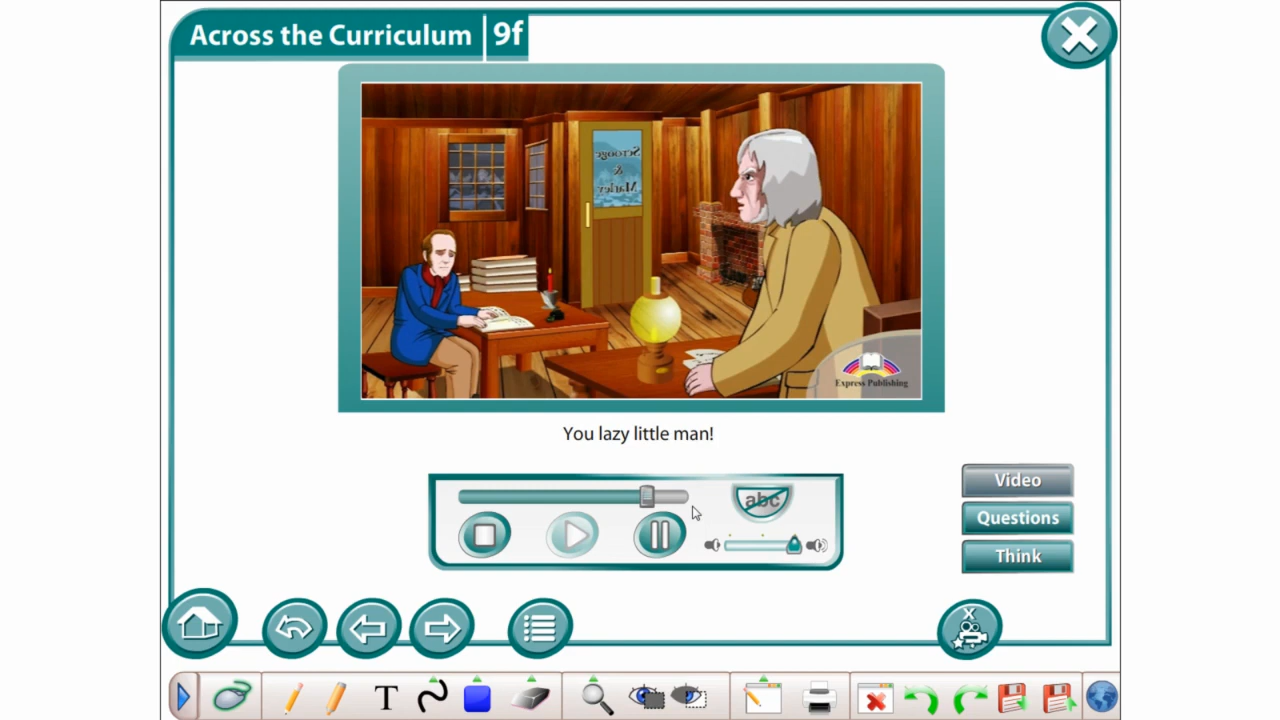 Across the Curriculum 9f
Scrooge
&
Marley
Express Publishing
You lazy little man!
abc
Video
Questions
Think
X
T